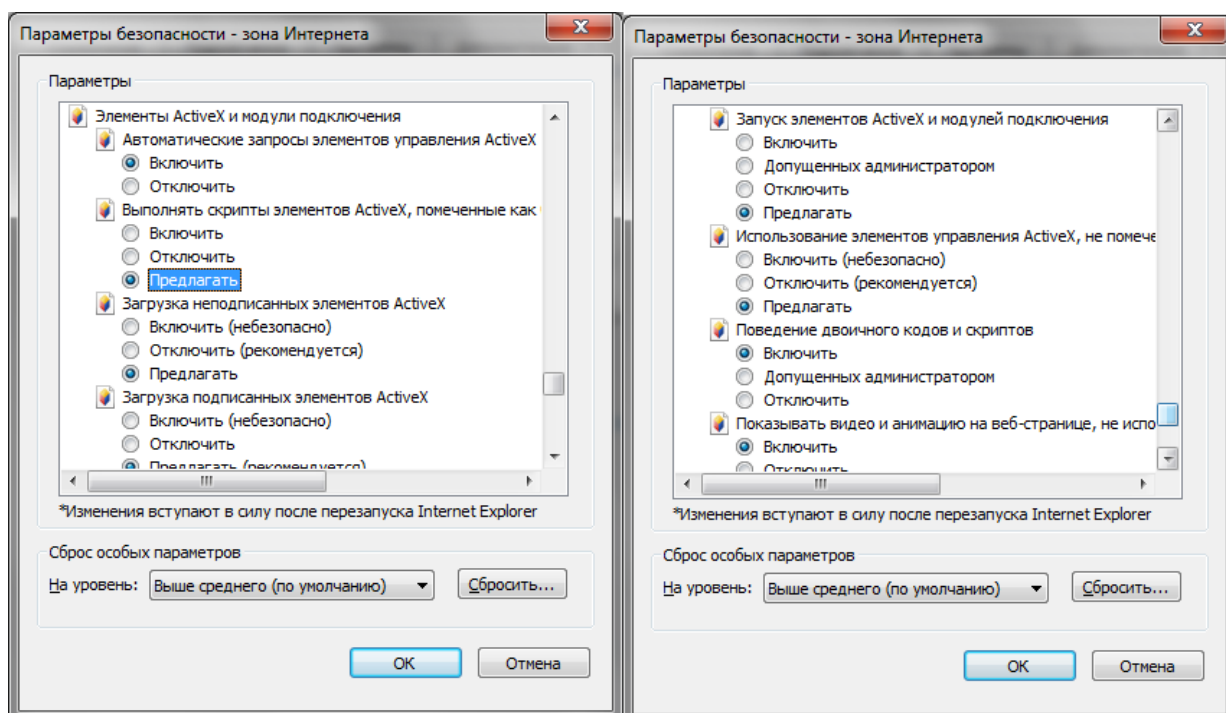 Параметры безопасности - зона Интернета
Параметры
Элементы ActiveX и модули подключения
Автоматические запросы элементов управления ActiveX
Включить
Отключить
Выполнять скрипты элементов ActiveX, помеченные как
Включить
Отключить
Предлагать
Загрузка неподписанных элементов ActiveX
Включить (небезопасно)
Отключить (рекомендуется)
Предлагать
Загрузка подписанных элементов ActiveX
Включить (небезопасно)
Отключить
Предлагать (рекомендуется)
*Изменения вступают в силу после перезапуска Internet Explorer
Сброс особых параметров
На уровень: Выше среднего (по умолчанию) Сбросить...
OK Отмена
Параметры безопасности - зона Интернета
Параметры
Запуск элементов ActiveX и модулей подключения
Включить
Допущенных администратором
Отключить
Предлагать
Использование элементов управления ActiveX, не помече
Включить (небезопасно)
Отключить (рекомендуется)
Предлагать
Поведение двоичного кодов и скриптов
Включить
Допущенных администратором
Отключить
Показывать видео и анимацию на веб-странице, не испо
Включить
Отключить
*Изменения вступают в силу после перезапуска Internet Explorer
Сброс особых параметров
На уровень: Выше среднего (по умолчанию) Сбросить...
OK Отмена